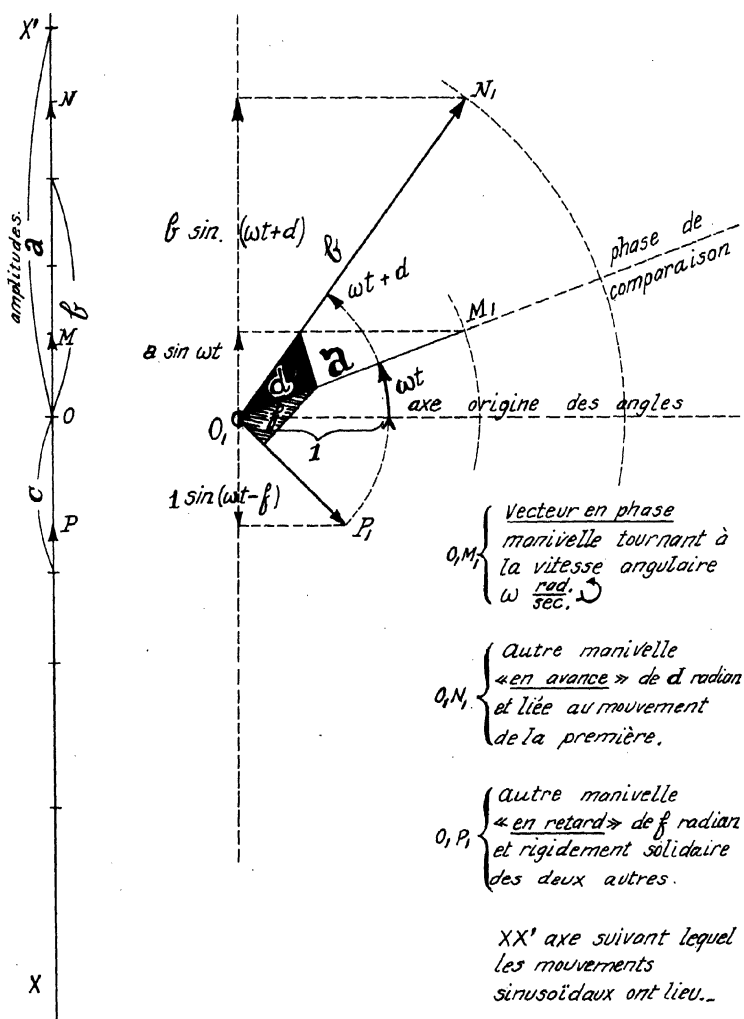 X'
N
amplitudes.
a
b
M
O
c
P
X
N₁
b sin. (ωt+d)
b
ωt+d
phase de
comparaison
M₁
a sin ωt
a
d
ωt
f
O₁
axe origine des angles
1
1 sin(ωt-f)
P₁
O₁M₁ { Vecteur en phase
manivelle tournant à
la vitesse angulaire
ω rad./sec.
O₁N₁ { Autre manivelle
« en avance » de d radian
et liée au mouvement
de la première.
O₁P₁ { Autre manivelle
« en retard » de f radian
et rigidement solidaire
des deux autres.
XX' axe suivant lequel
les mouvements
sinusoïdaux ont lieu._